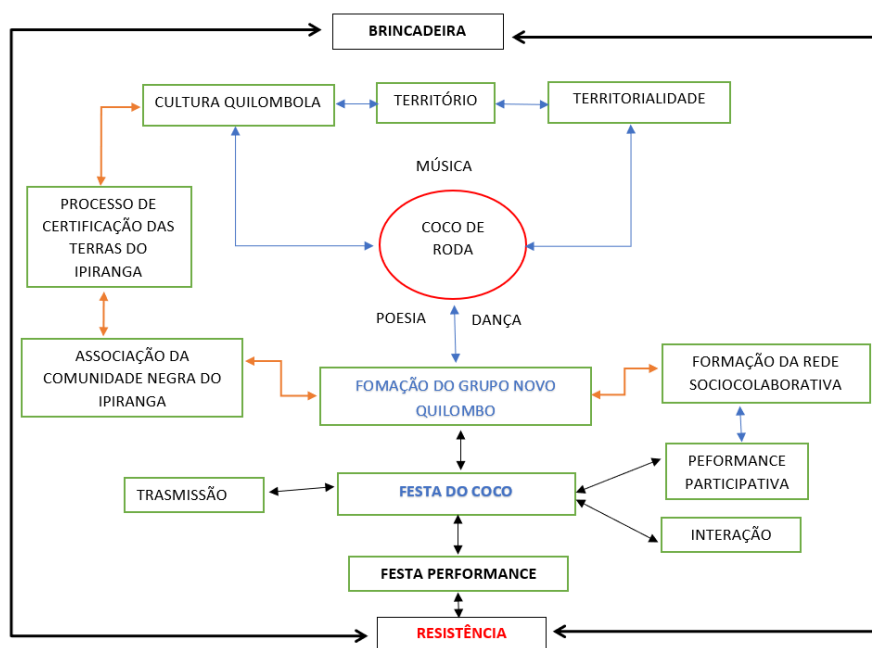 BRINCADEIRA
CULTURA QUILOMBOLA
TERRITÓRIO
TERRITORIALIDADE
MÚSICA
PROCESSO DE
CERTIFICAÇÃO DAS
TERRAS DO
IPIRANGA
COCO DE
RODA
POESIA
DANÇA
ASSOCIAÇÃO DA
COMUNIDADE NEGRA DO
IPIRANGA
FOMAÇÃO DO GRUPO NOVO
QUILOMBO
FORMAÇÃO DA REDE
SOCIOCOLABORATIVA
TRASMISSÃO
FESTA DO COCO
PEFORMANCE
PARTICIPATIVA
INTERAÇÃO
FESTA PERFORMANCE
RESISTÊNCIA